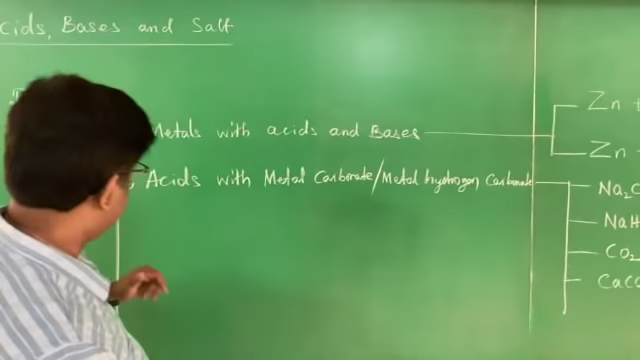 cids, Bases and Salt
Metals with acids and Bases
Zn +
Zn
Acids with Metal Carbonate/Metal hydrogen Carbonate
Na₂C
NaH
CO₂
CaCO